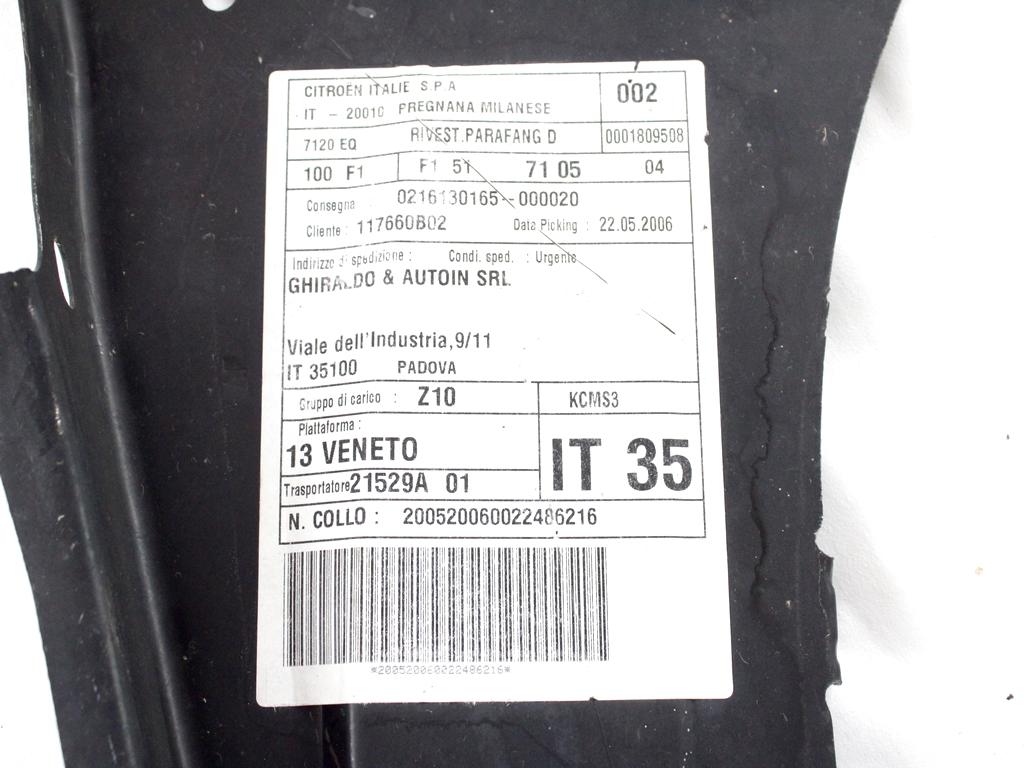 CITROËN ITALIE S.P.A 002
IT - 20010 PREGNANA MILANESE
7120 EQ RIVEST.PARAFANG D 0001809508
100 F1 F1 51 71 05 04
Consegna : 0216130165--000020
Cliente : 117660B02 Data Picking : 22.05.2006
Indirizzo di spedizione : Condi. sped. : Urgente
GHIRALDO & AUTOIN SRL
Viale dell'Industria,9/11
IT 35100 PADOVA
Gruppo di carico : Z10 KCMS3
Piattaforma :
13 VENETO IT 35
Trasportatore 21529A 01
N. COLLO : 200520060022486216
*200520060022486216*